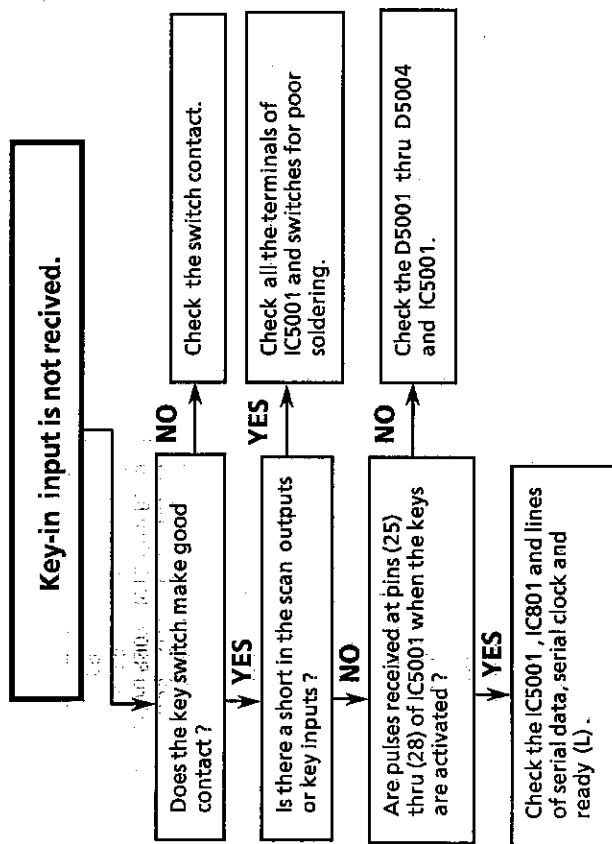 Key-in input is not recived.
Does the key switch make good
contact ?
NO
Check the switch contact.
YES
Is there a short in the scan outputs
or key inputs ?
YES
Check all the terminals of
IC5001 and switches for poor
soldering.
NO
Are pulses received at pins (25)
thru (28) of IC5001 when the keys
are activated ?
NO
Check the D5001 thru D5004
and IC5001.
YES
Check the IC5001 , IC801 and lines
of serial data, serial clock and
ready (L) .